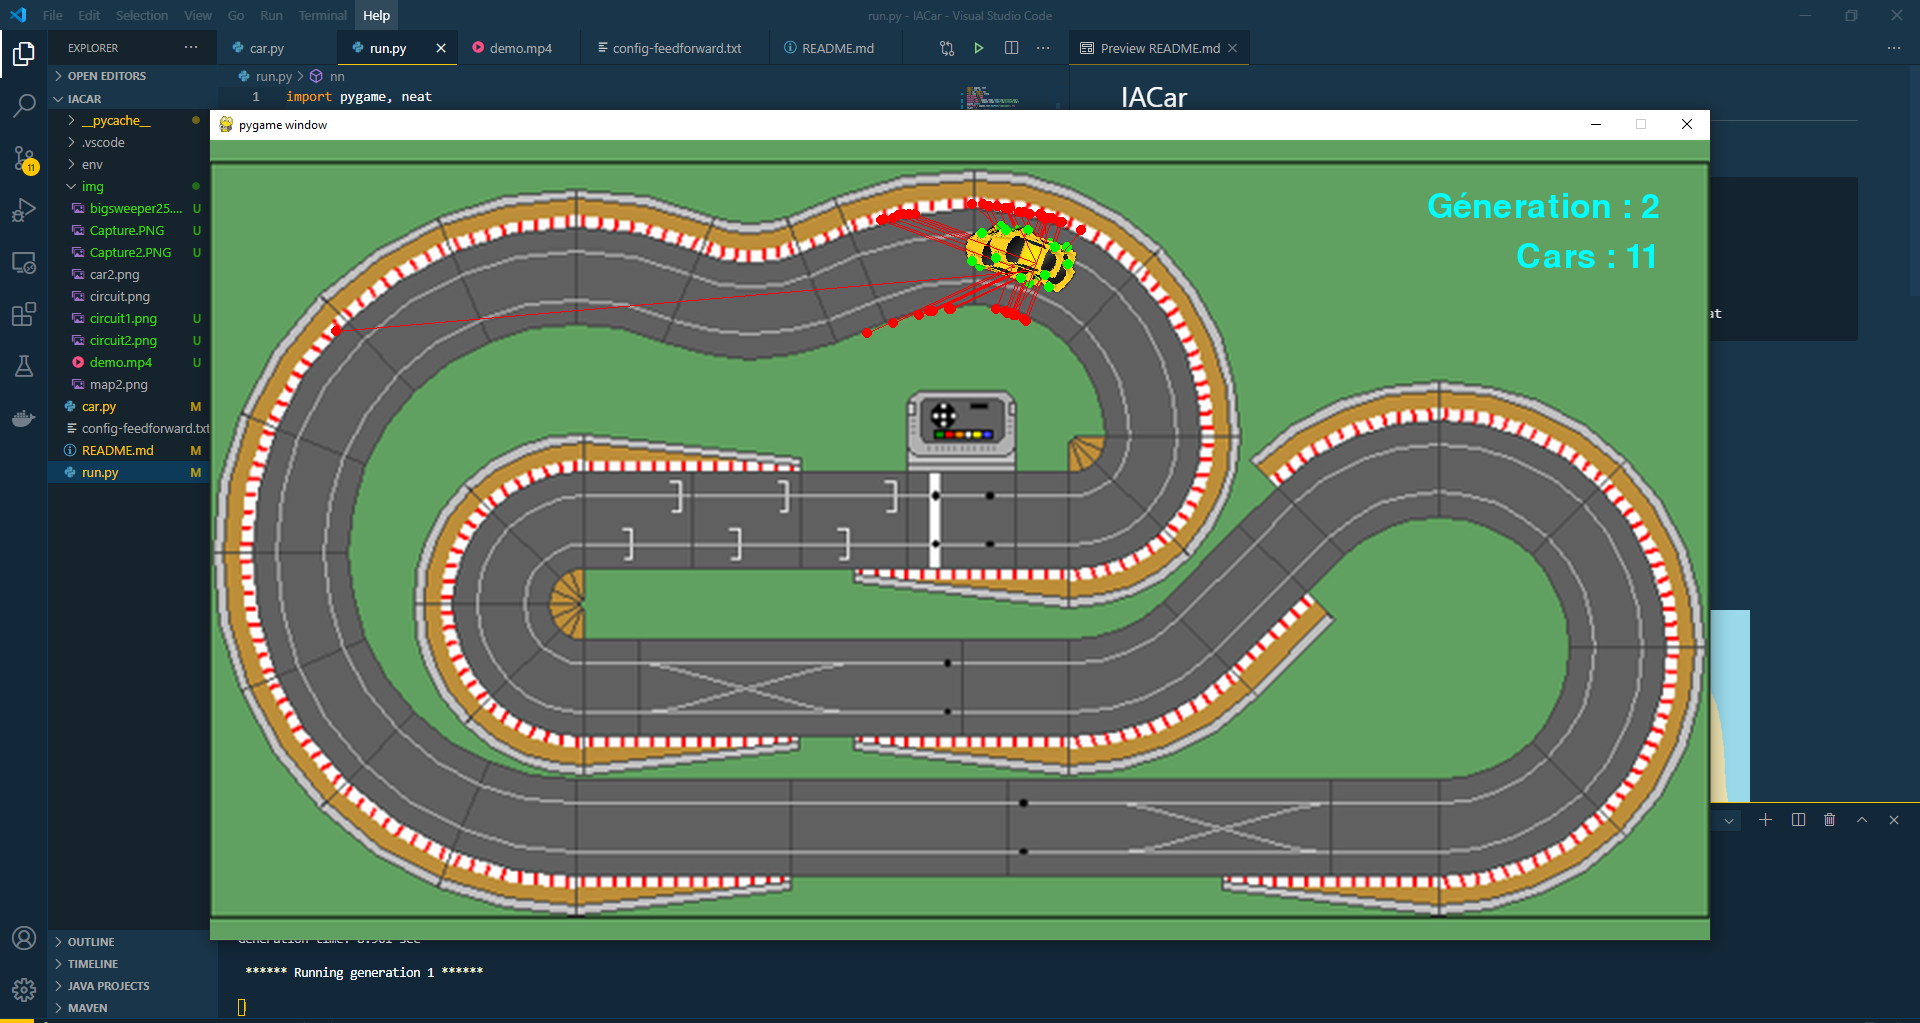 File Edit Selection View Go Run Terminal Help
run.py - IACar - Visual Studio Code
EXPLORER
car.py
run.py
demo.mp4
config-feedforward.txt
README.md
Preview README.md
OPEN EDITORS
run.py > nn
IACAR
1 import pygame, neat
IACar
__pycache__
pygame window
.vscode
env
11
img
bigsweeper25.... U
Capture.PNG U
Capture2.PNG U
car2.png
circuit.png
circuit1.png U
circuit2.png U
demo.mp4 U
map2.png
car.py M
config-feedforward.txt
README.md M
run.py M
Géneration : 2
Cars : 11
at
OUTLINE
TIMELINE
JAVA PROJECTS
MAVEN
****** Running generation 1 ******